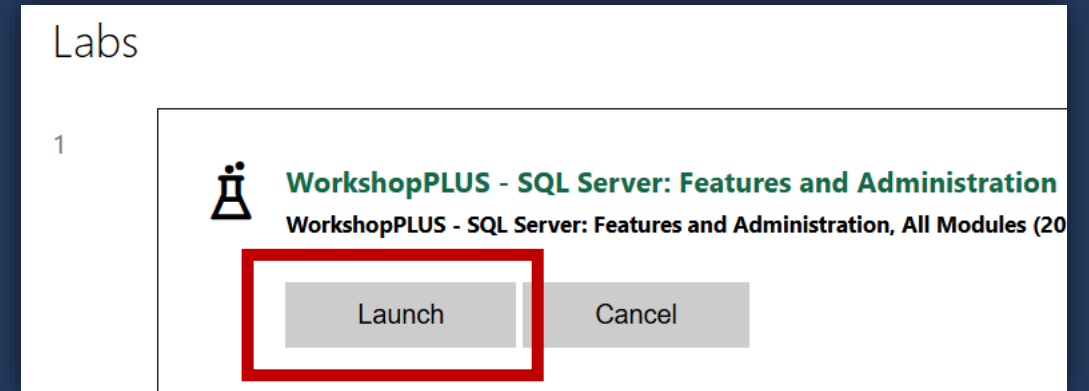 Labs
1
WorkshopPLUS - SQL Server: Features and Administration
WorkshopPLUS - SQL Server: Features and Administration, All Modules (20
Launch Cancel